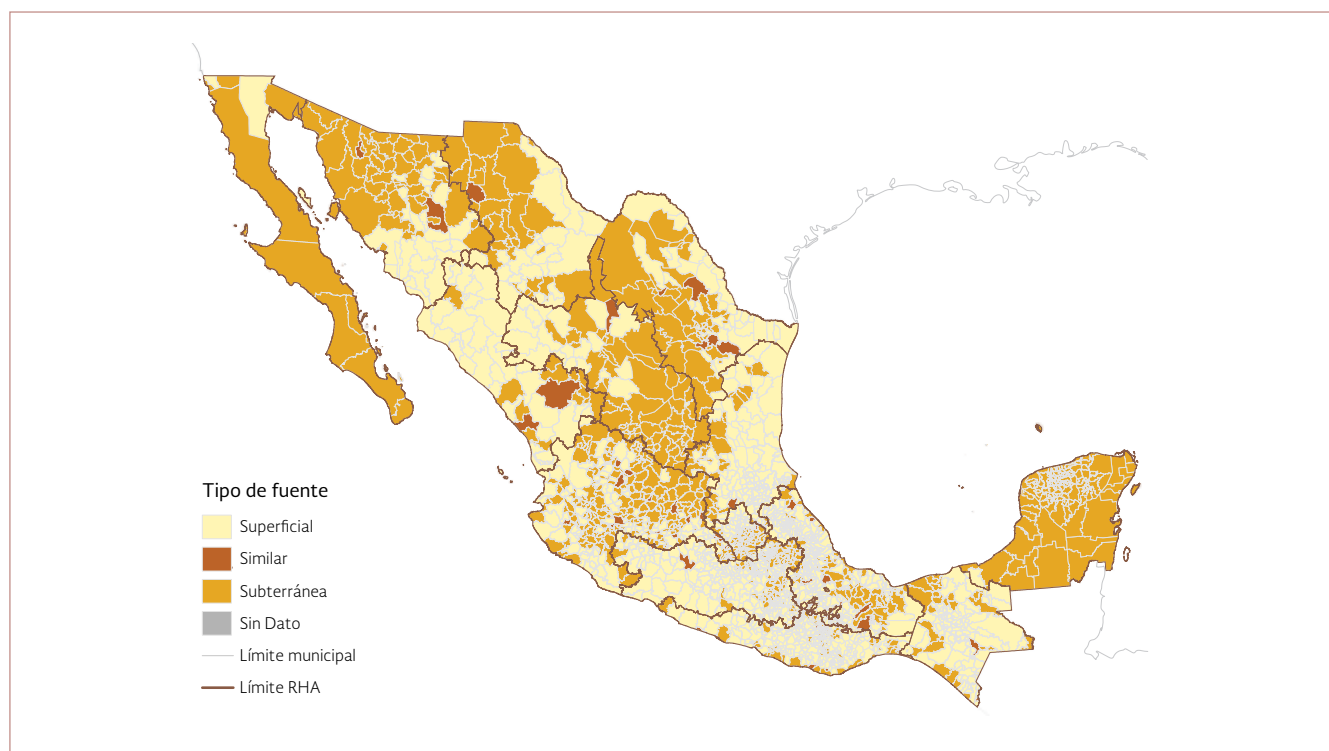 Tipo de fuente
Superficial
Similar
Subterránea
Sin Dato
Límite municipal
Límite RHA